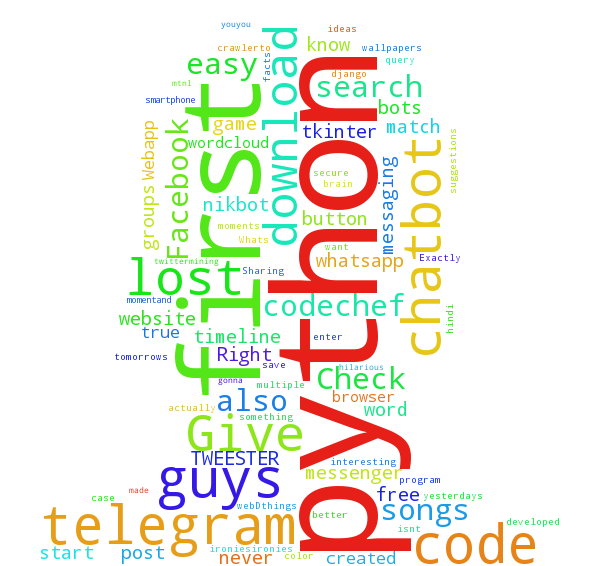 youyou
ideas
crawlerto
know
wallpapers
easy
facts
download
query
django
search
mtnl
smartphone
first
python
game
bots
tkinter
match
wordcloud
Facebook
Webapp
groups
chatbot
messaging
suggestions
secure
brain
nikbot
button
moments
Whats
want
whatsapp
Exactly
twittermining
lost
Sharing
codechef
momentand
website
true
timeline
hindi
enter
tomorrows
Right
save
hilarious
gonna
multiple
Check
also
browser
actually
something
word
Give
TWEESTER
interesting
messenger
guys
program
made
case
free
yesterdays
webDthings
songs
telegram
better
code
isnt
developed
start
post
ironiesironies
never
color
created